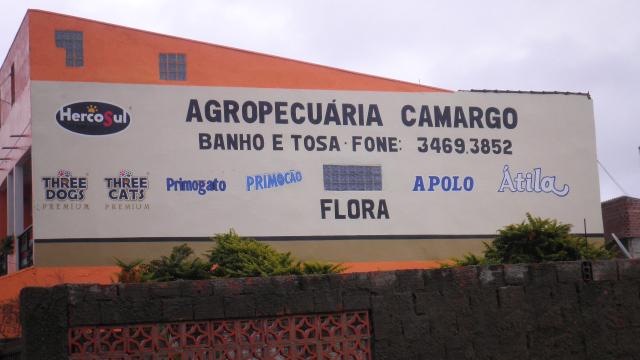 HercoSul
AGROPECUÁRIA CAMARGO
BANHO E TOSA · FONE: 3469.3852
THREE DOGS PREMIUM
THREE CATS PREMIUM
Primogato
PRIMOCÃO
APOLO
Átila
FLORA